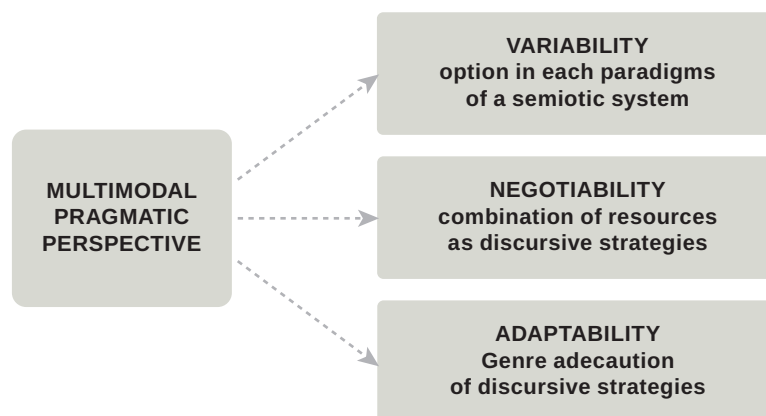 MULTIMODAL
PRAGMATIC
PERSPECTIVE
VARIABILITY
option in each paradigms
of a semiotic system
NEGOTIABILITY
combination of resources
as discursive strategies
ADAPTABILITY
Genre adecaution
of discursive strategies